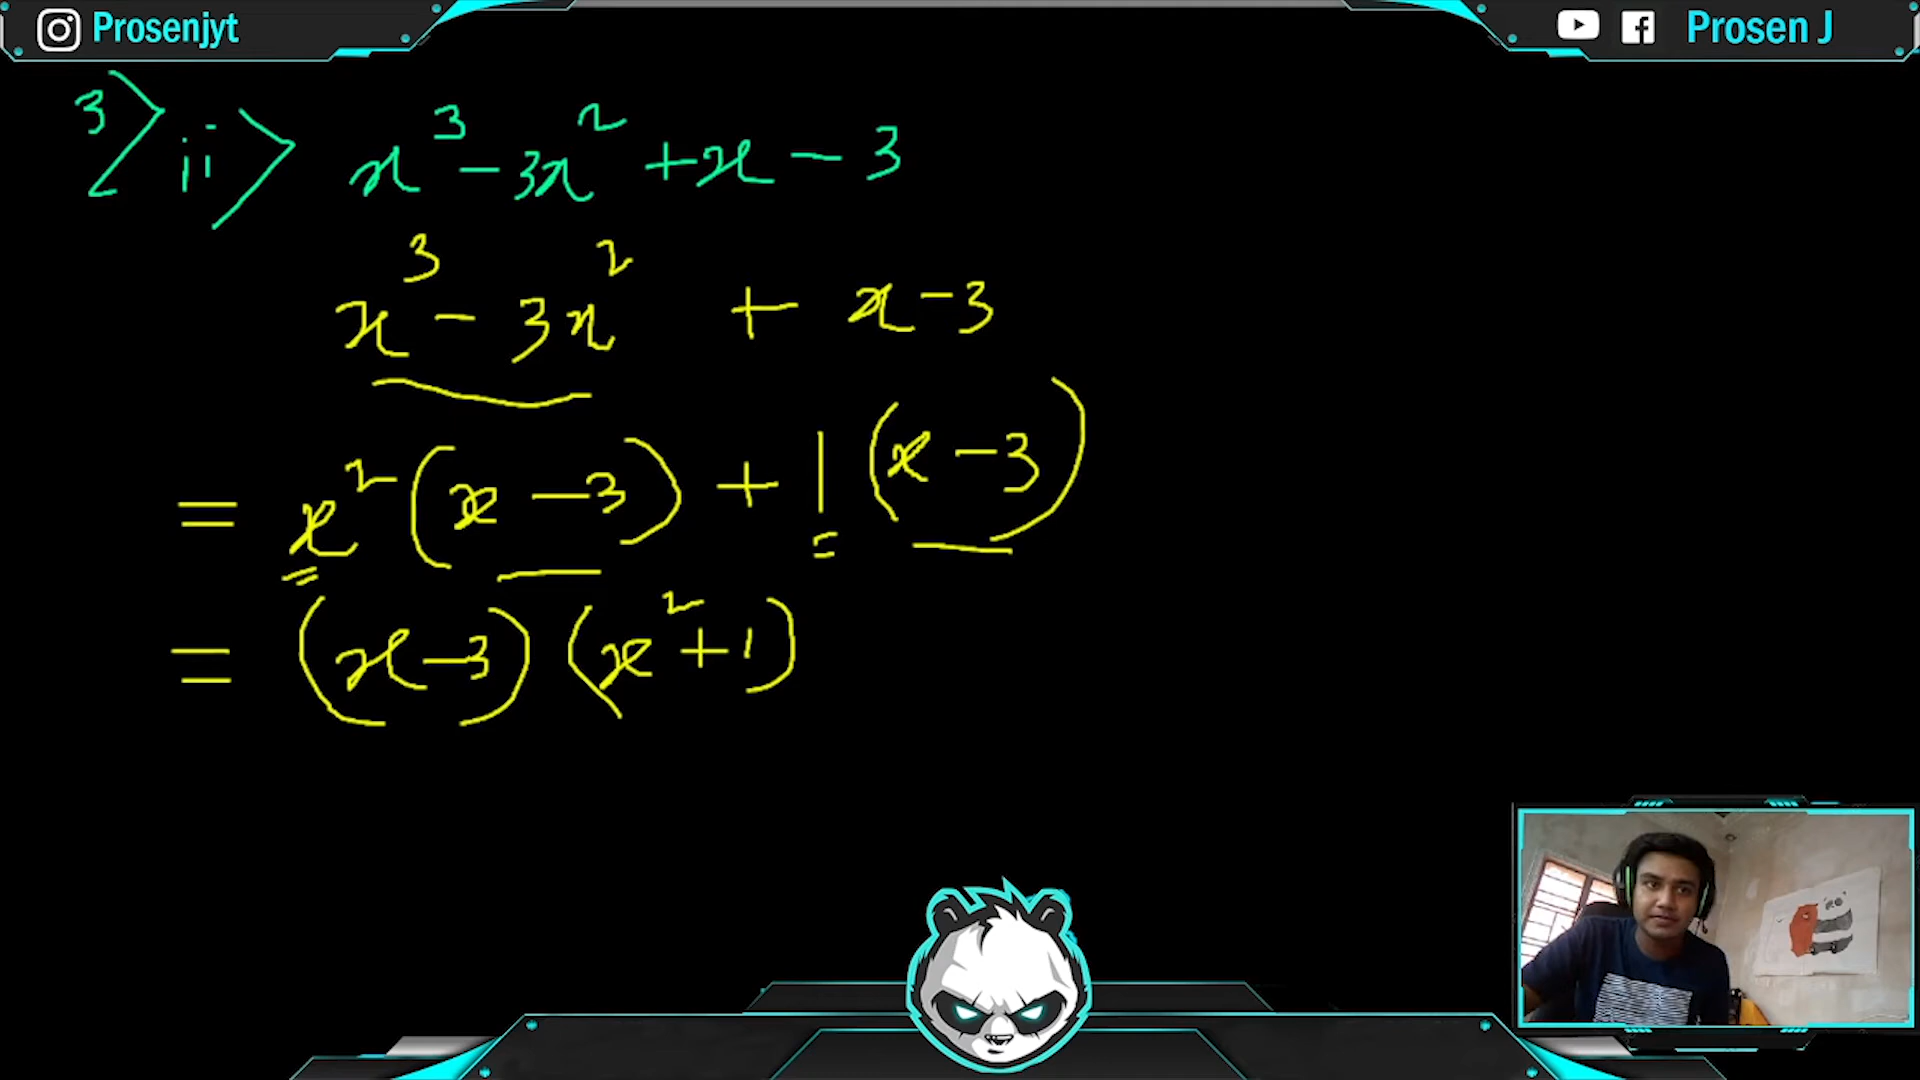 Prosenjyt
Prosen J
3> ii> x³ - 3x² + x - 3
x³ - 3x² + x - 3
= x² (x - 3) + 1 (x - 3)
= (x - 3) (x² + 1)